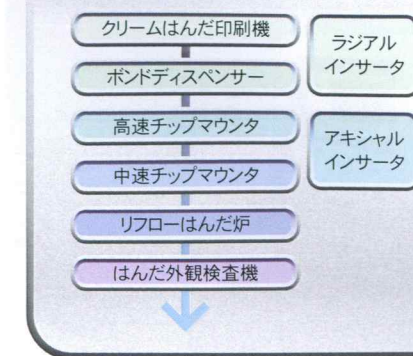 クリームはんだ印刷機
ボンドディスペンサー
高速チップマウンタ
中速チップマウンタ
リフローはんだ炉
はんだ外観検査機
ラジアル
インサータ
アキシャル
インサータ